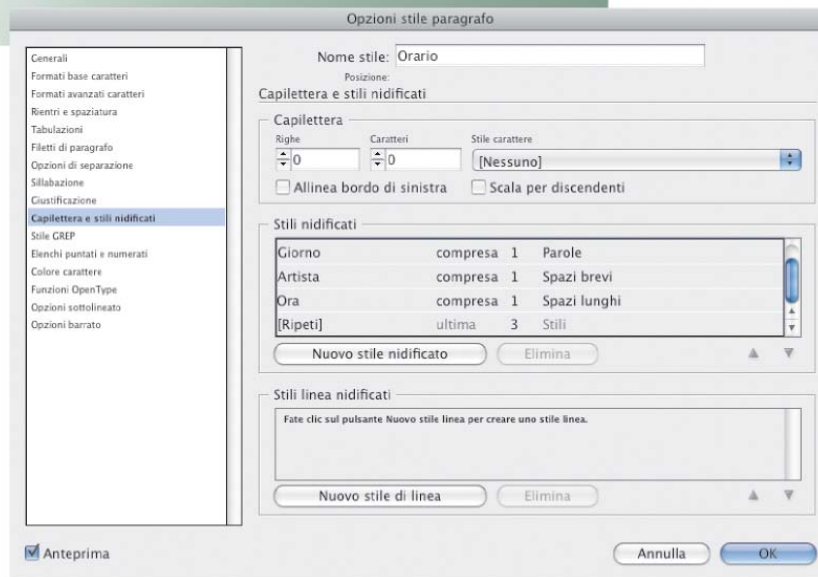 Opzioni stile paragrafo
Generali
Formati base caratteri
Formati avanzati caratteri
Rientri e spaziatura
Tabulazioni
Filetti di paragrafo
Opzioni di separazione
Sillabazione
Giustificazione
Capilettera e stili nidificati
Stile GREP
Elenchi puntati e numerati
Colore carattere
Funzioni OpenType
Opzioni sottolineato
Opzioni barrato
Nome stile: Orario
Posizione:
Capilettera e stili nidificati
Capilettera
Righe Caratteri Stile carattere
0 0 [Nessuno]
Allinea bordo di sinistra Scala per discendenti
Stili nidificati
Giorno compresa 1 Parole
Artista compresa 1 Spazi brevi
Ora compresa 1 Spazi lunghi
[Ripeti] ultima 3 Stili
Nuovo stile nidificato Elimina
Stili linea nidificati
Fate clic sul pulsante Nuovo stile linea per creare uno stile linea.
Nuovo stile di linea Elimina
Anteprima Annulla OK